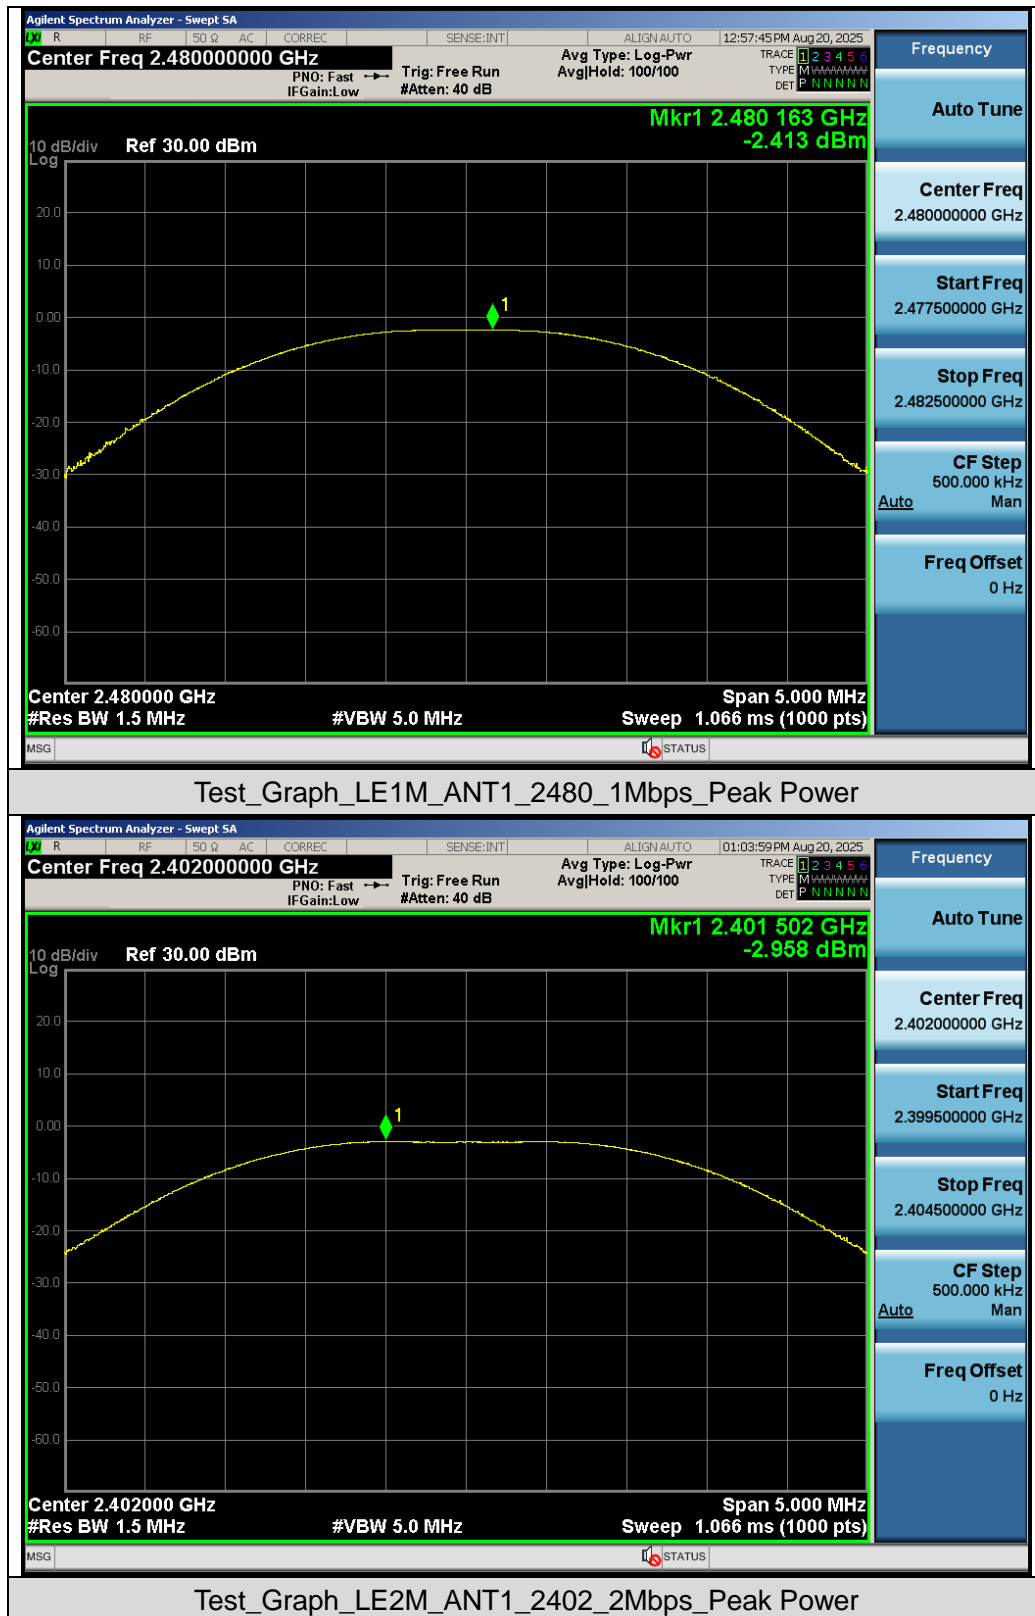 Agilent Spectrum Analyzer - Swept SA
LXI R RF 50 Ω AC CORREC SENSE:INT ALIGN AUTO 12:57:45 PM Aug 20, 2025
Center Freq 2.480000000 GHz
Avg Type: Log-Pwr
TRACE 1 2 3 4 5 6
PNO: Fast
Trig: Free Run
Avg|Hold: 100/100
TYPE M WWWWW
IFGain:Low
#Atten: 40 dB
DET P N N N N N
Mkr1 2.480 163 GHz
-2.413 dBm
10 dB/div
Ref 30.00 dBm
Log
20.0
10.0
0.00
-10.0
-20.0
-30.0
-40.0
-50.0
-60.0
1
Center 2.480000 GHz
Span 5.000 MHz
#Res BW 1.5 MHz
#VBW 5.0 MHz
Sweep 1.066 ms (1000 pts)
MSG
STATUS
Frequency
Auto Tune
Center Freq
2.480000000 GHz
Start Freq
2.477500000 GHz
Stop Freq
2.482500000 GHz
CF Step
500.000 kHz
Auto Man
Freq Offset
0 Hz
Test_Graph_LE1M_ANT1_2480_1Mbps_Peak Power
Agilent Spectrum Analyzer - Swept SA
LXI R RF 50 Ω AC CORREC SENSE:INT ALIGN AUTO 01:03:59 PM Aug 20, 2025
Center Freq 2.402000000 GHz
Avg Type: Log-Pwr
TRACE 1 2 3 4 5 6
PNO: Fast
Trig: Free Run
Avg|Hold: 100/100
TYPE M WWWWW
IFGain:Low
#Atten: 40 dB
DET P N N N N N
Mkr1 2.401 502 GHz
-2.958 dBm
10 dB/div
Ref 30.00 dBm
Log
20.0
10.0
0.00
-10.0
-20.0
-30.0
-40.0
-50.0
-60.0
1
Center 2.402000 GHz
Span 5.000 MHz
#Res BW 1.5 MHz
#VBW 5.0 MHz
Sweep 1.066 ms (1000 pts)
MSG
STATUS
Frequency
Auto Tune
Center Freq
2.402000000 GHz
Start Freq
2.399500000 GHz
Stop Freq
2.404500000 GHz
CF Step
500.000 kHz
Auto Man
Freq Offset
0 Hz
Test_Graph_LE2M_ANT1_2402_2Mbps_Peak Power